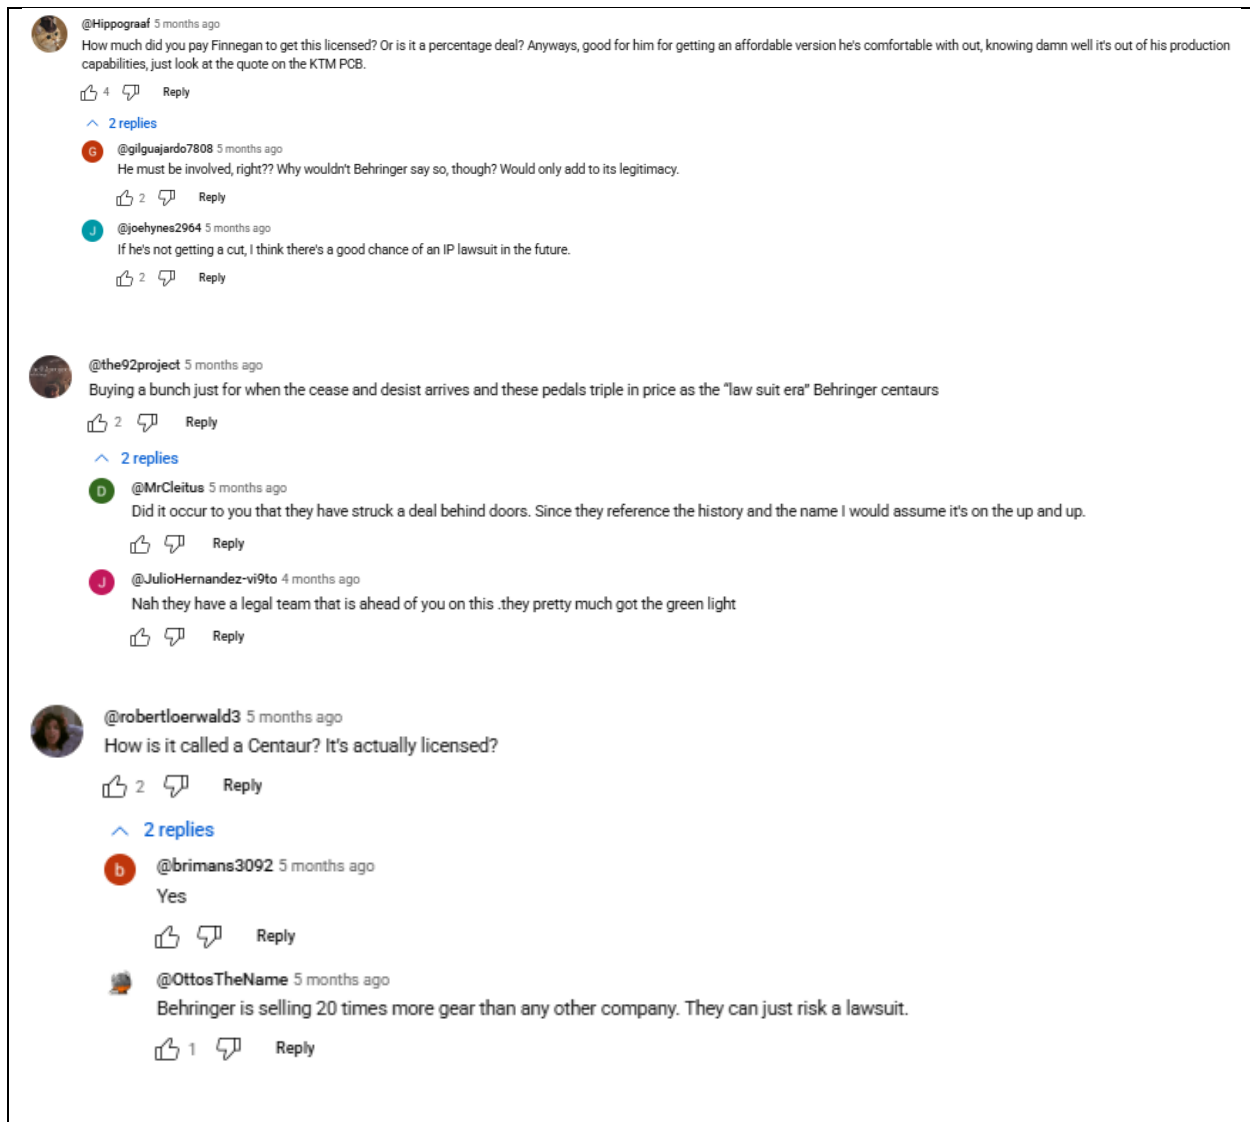 @Hippograaf 5 months ago
How much did you pay Finnegan to get this licensed? Or is it a percentage deal? Anyways, good for him for getting an affordable version he's comfortable with out, knowing damn well it's out of his production
capabilities, just look at the quote on the KTM PCB.
4 Reply
2 replies
G
@gilguajardo7808 5 months ago
He must be involved, right?? Why wouldn't Behringer say so, though? Would only add to its legitimacy.
2 Reply
J
@joehynes2964 5 months ago
If he's not getting a cut, I think there's a good chance of an IP lawsuit in the future.
2 Reply
@the92project 5 months ago
Buying a bunch just for when the cease and desist arrives and these pedals triple in price as the “law suit era” Behringer centaurs
2 Reply
2 replies
D
@MrCleitus 5 months ago
Did it occur to you that they have struck a deal behind doors. Since they reference the history and the name I would assume it's on the up and up.
Reply
J
@JulioHernandez-vi9to 4 months ago
Nah they have a legal team that is ahead of you on this .they pretty much got the green light
Reply
@robertloerwald3 5 months ago
How is it called a Centaur? It's actually licensed?
2 Reply
2 replies
b
@brimans3092 5 months ago
Yes
Reply
@OttosTheName 5 months ago
Behringer is selling 20 times more gear than any other company. They can just risk a lawsuit.
1 Reply